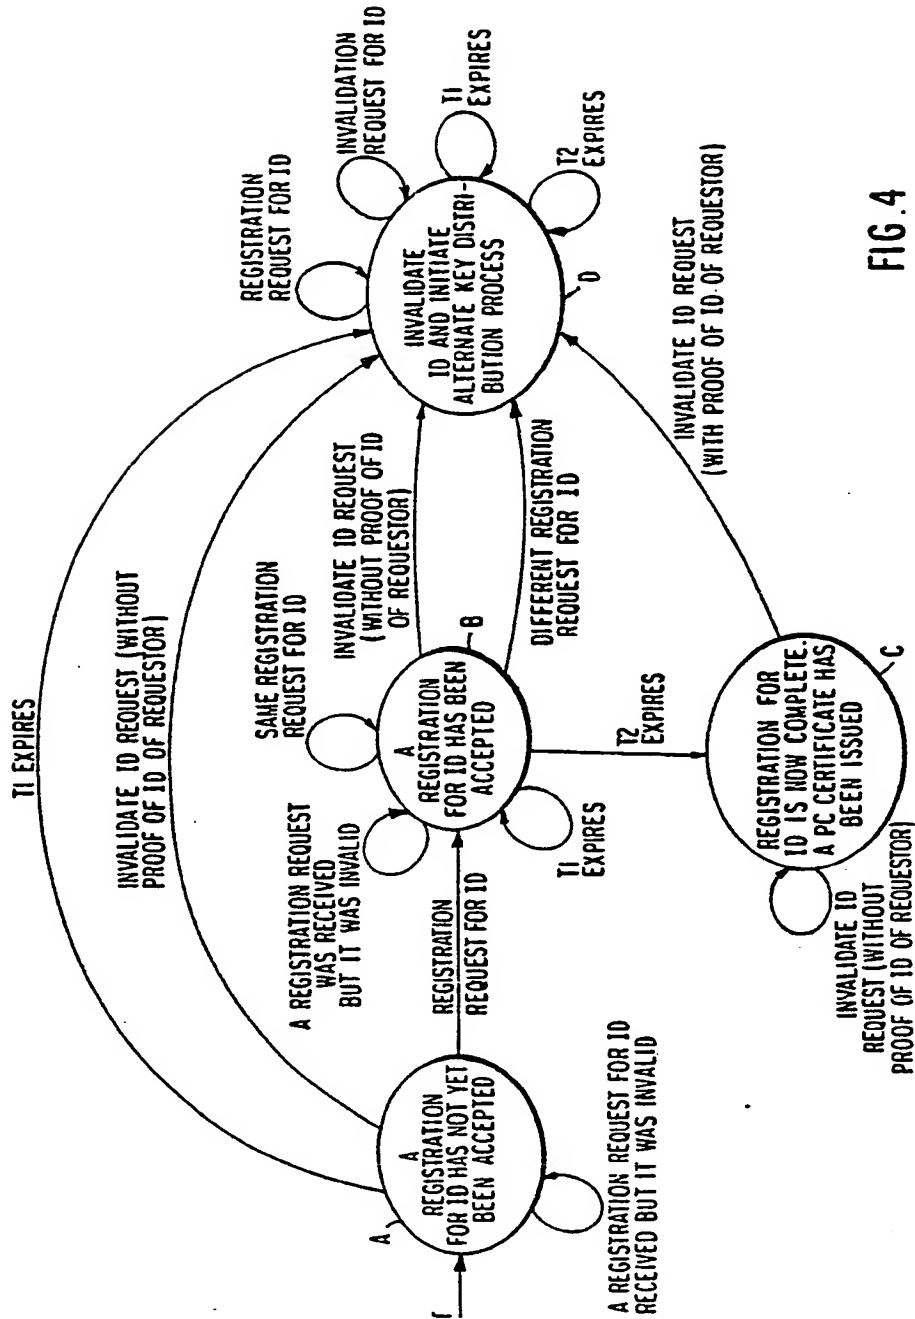 T1 EXPIRES
INVALIDATE ID REQUEST (WITHOUT
PROOF OF ID OF REQUESTOR)
A REGISTRATION REQUEST
WAS RECEIVED
BUT IT WAS INVALID
SAME REGISTRATION
REQUEST FOR ID
INVALIDATE ID REQUEST
(WITHOUT PROOF OF ID
OF REQUESTOR)
REGISTRATION
REQUEST FOR ID
INVALIDATION
REQUEST FOR ID
T1
EXPIRES
T2
EXPIRES
INVALIDATE
ID AND INITIATE
ALTERNATE KEY DISTRI-
BUTION PROCESS
D
A
A
REGISTRATION
FOR ID HAS NOT YET
BEEN ACCEPTED
REGISTRATION
REQUEST FOR ID
A
REGISTRATION
FOR ID HAS BEEN
ACCEPTED
B
DIFFERENT REGISTRATION
REQUEST FOR ID
T1
EXPIRES
T2
EXPIRES
A REGISTRATION REQUEST FOR ID
RECEIVED BUT IT WAS INVALID
REGISTRATION FOR
ID IS NOW COMPLETE.
A PC CERTIFICATE HAS
BEEN ISSUED
C
INVALIDATE ID
REQUEST (WITHOUT
PROOF OF ID OF REQUESTOR)
INVALIDATE ID REQUEST
(WITH PROOF OF ID OF REQUESTOR)
FIG.4